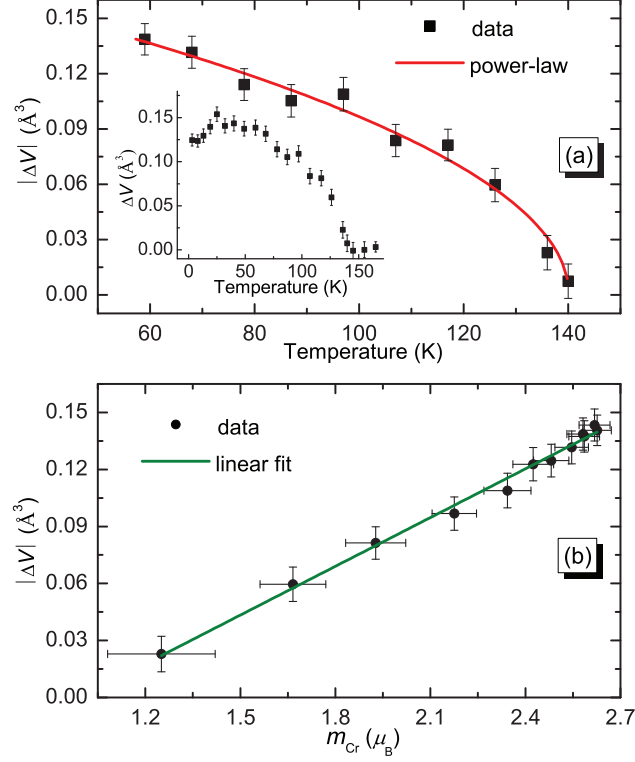 0.15
0.12
0.09
0.06
0.03
0.00
|ΔV| (Å³)
data
power-law
(a)
0.15
0.10
0.05
0.00
ΔV (Å³)
0 50 100 150
Temperature (K)
60 80 100 120 140
Temperature (K)
0.15
0.12
0.09
0.06
0.03
0.00
|ΔV| (Å³)
data
linear fit
(b)
1.2 1.5 1.8 2.1 2.4 2.7
m_Cr (μ_B)